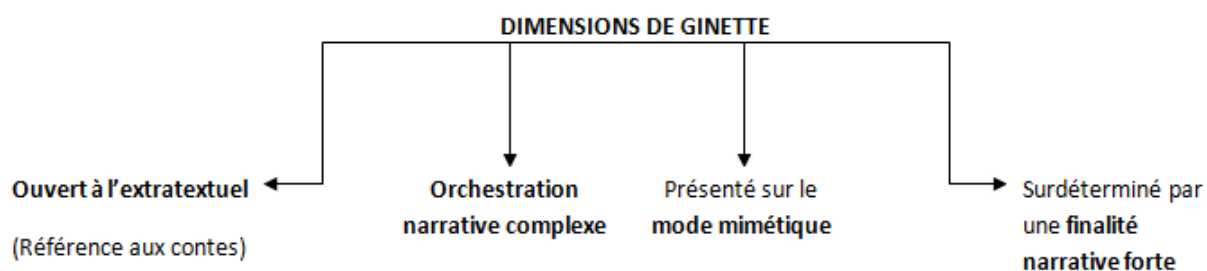 DIMENSIONS DE GINETTE
Ouvert à l'extratextuel
(Référence aux contes)
Orchestration
narrative complexe
Présenté sur le
mode mimétique
Surdéterminé par
une finalité
narrative forte